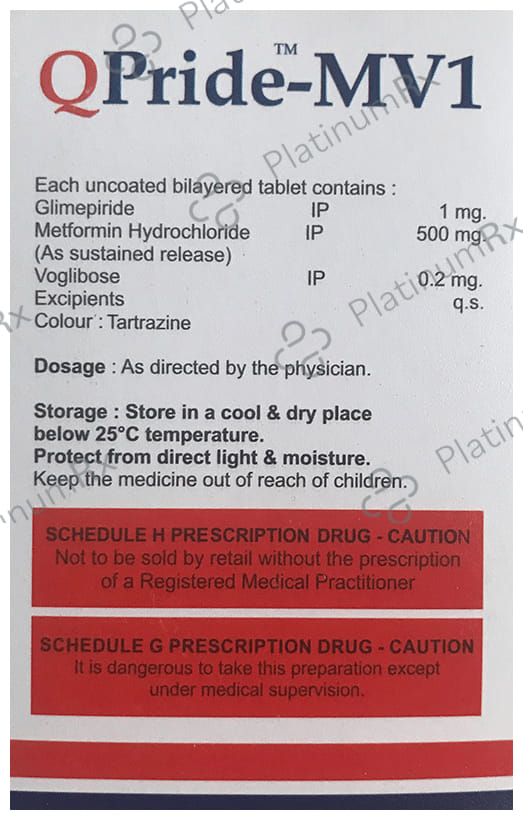 QPride-MV1™
Each uncoated bilayered tablet contains :
Glimepiride IP 1 mg.
Metformin Hydrochloride IP 500 mg.
(As sustained release)
Voglibose IP 0.2 mg.
Excipients q.s.
Colour : Tartrazine
Dosage : As directed by the physician.
Storage : Store in a cool & dry place
below 25°C temperature.
Protect from direct light & moisture.
Keep the medicine out of reach of children.
SCHEDULE H PRESCRIPTION DRUG - CAUTION
Not to be sold by retail without the prescription
of a Registered Medical Practitioner
SCHEDULE G PRESCRIPTION DRUG - CAUTION
It is dangerous to take this preparation except
under medical supervision.
PlatinumRx
PlatinumRx
PlatinumRx